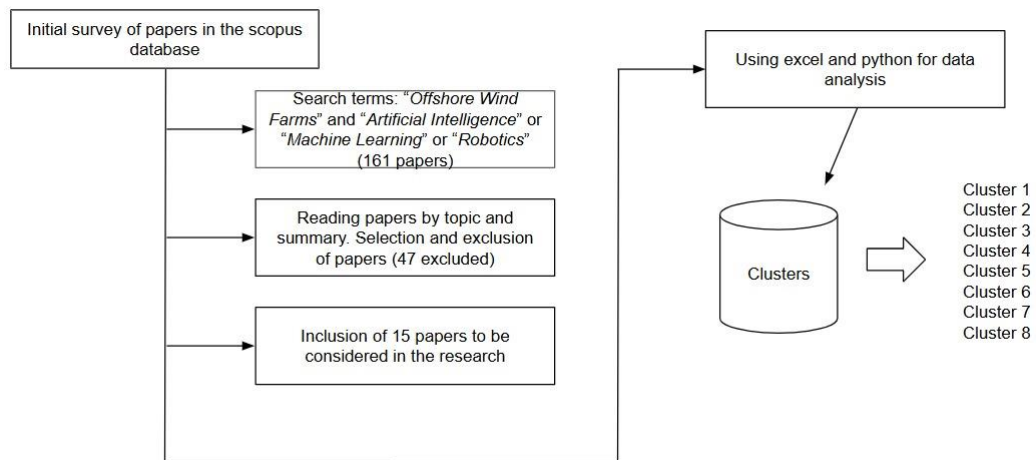 Initial survey of papers in the scopus
database
Search terms: “Offshore Wind
Farms” and “Artificial Intelligence” or
“Machine Learning” or “Robotics”
(161 papers)
Reading papers by topic and
summary. Selection and exclusion
of papers (47 excluded)
Inclusion of 15 papers to be
considered in the research
Using excel and python for data
analysis
Clusters
Cluster 1
Cluster 2
Cluster 3
Cluster 4
Cluster 5
Cluster 6
Cluster 7
Cluster 8